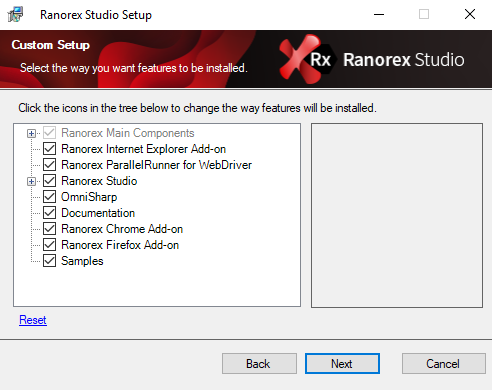 Ranorex Studio Setup
Custom Setup
Select the way you want features to be installed.
Rx Ranorex Studio
Click the icons in the tree below to change the way features will be installed.
Ranorex Main Components
Ranorex Internet Explorer Add-on
Ranorex ParallelRunner for WebDriver
Ranorex Studio
OmniSharp
Documentation
Ranorex Chrome Add-on
Ranorex Firefox Add-on
Samples
Reset
Back Next Cancel